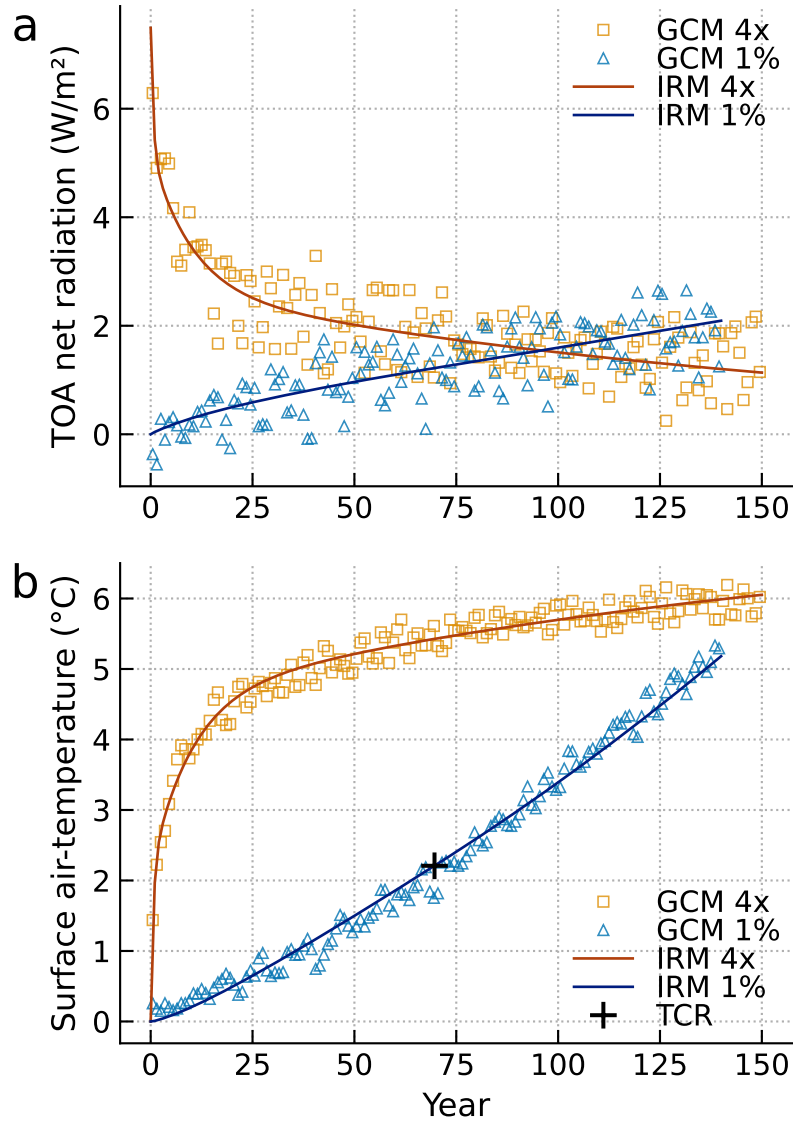 a
TOA net radiation (W/m²)
GCM 4x
GCM 1%
IRM 4x
IRM 1%
6
4
2
0
0 25 50 75 100 125 150
b
Surface air-temperature (°C)
6
5
4
3
2
1
0
GCM 4x
GCM 1%
IRM 4x
IRM 1%
TCR
0 25 50 75 100 125 150
Year